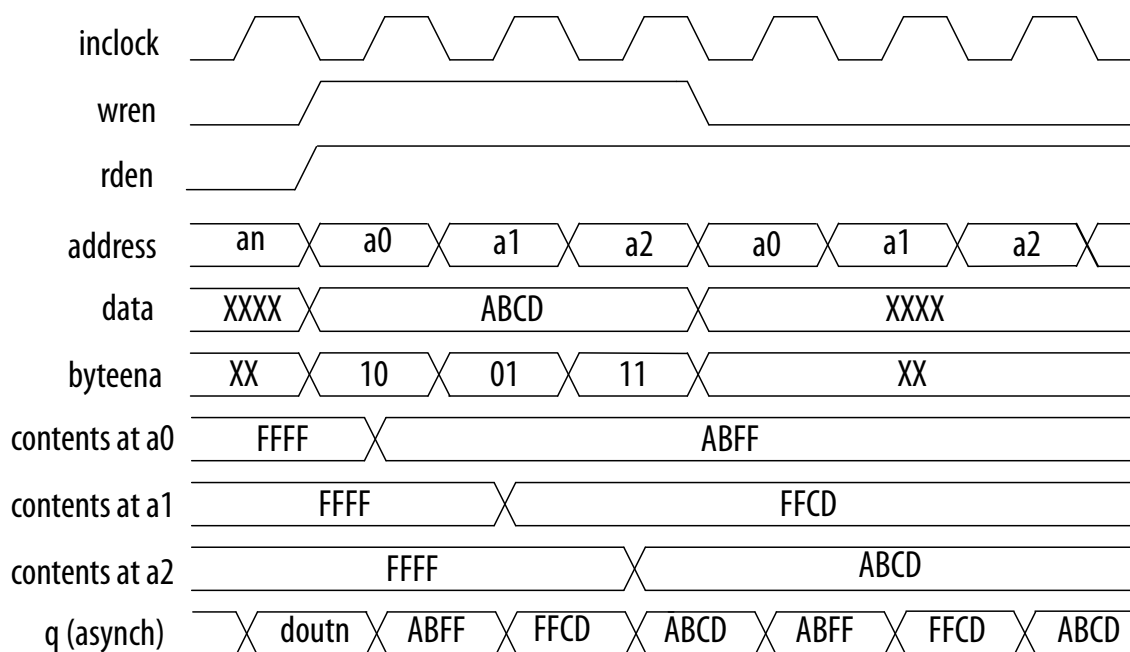 inclock
wren
rden
address an a0 a1 a2 a0 a1 a2
data XXXX ABCD XXXX
byteena XX 10 01 11 XX
contents at a0 FFFF ABFF
contents at a1 FFFF FFCD
contents at a2 FFFF ABCD
q (asynch) doutn ABFF FFCD ABCD ABFF FFCD ABCD